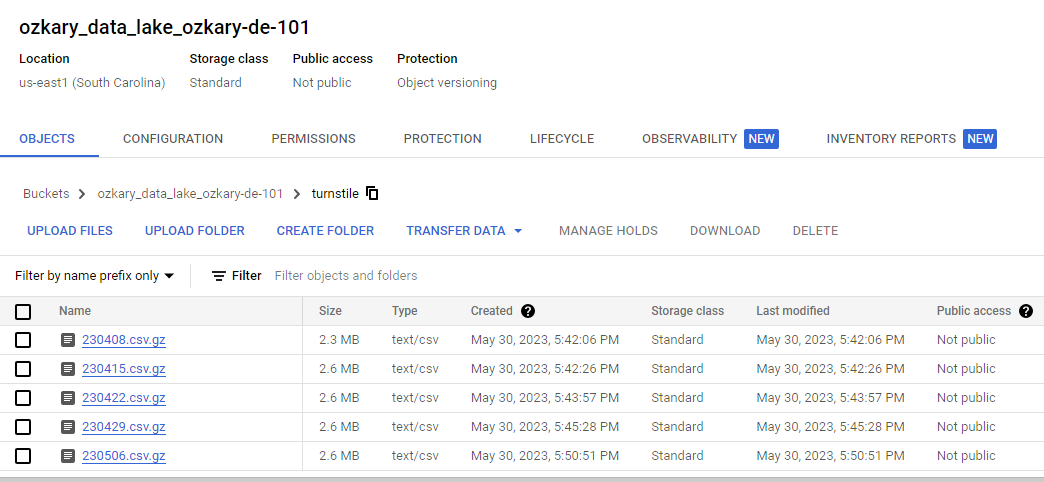 ozkary_data_lake_ozkary-de-101
Location Storage class Public access Protection
us-east1 (South Carolina) Standard Not public Object versioning
OBJECTS CONFIGURATION PERMISSIONS PROTECTION LIFECYCLE OBSERVABILITY NEW INVENTORY REPORTS NEW
Buckets > ozkary_data_lake_ozkary-de-101 > turnstile
UPLOAD FILES UPLOAD FOLDER CREATE FOLDER TRANSFER DATA MANAGE HOLDS DOWNLOAD DELETE
Filter by name prefix only Filter Filter objects and folders
Name Size Type Created ? Storage class Last modified Public access ?
230408.csv.gz 2.3 MB text/csv May 30, 2023, 5:42:06 PM Standard May 30, 2023, 5:42:06 PM Not public
230415.csv.gz 2.6 MB text/csv May 30, 2023, 5:42:26 PM Standard May 30, 2023, 5:42:26 PM Not public
230422.csv.gz 2.6 MB text/csv May 30, 2023, 5:43:57 PM Standard May 30, 2023, 5:43:57 PM Not public
230429.csv.gz 2.6 MB text/csv May 30, 2023, 5:45:28 PM Standard May 30, 2023, 5:45:28 PM Not public
230506.csv.gz 2.6 MB text/csv May 30, 2023, 5:50:51 PM Standard May 30, 2023, 5:50:51 PM Not public